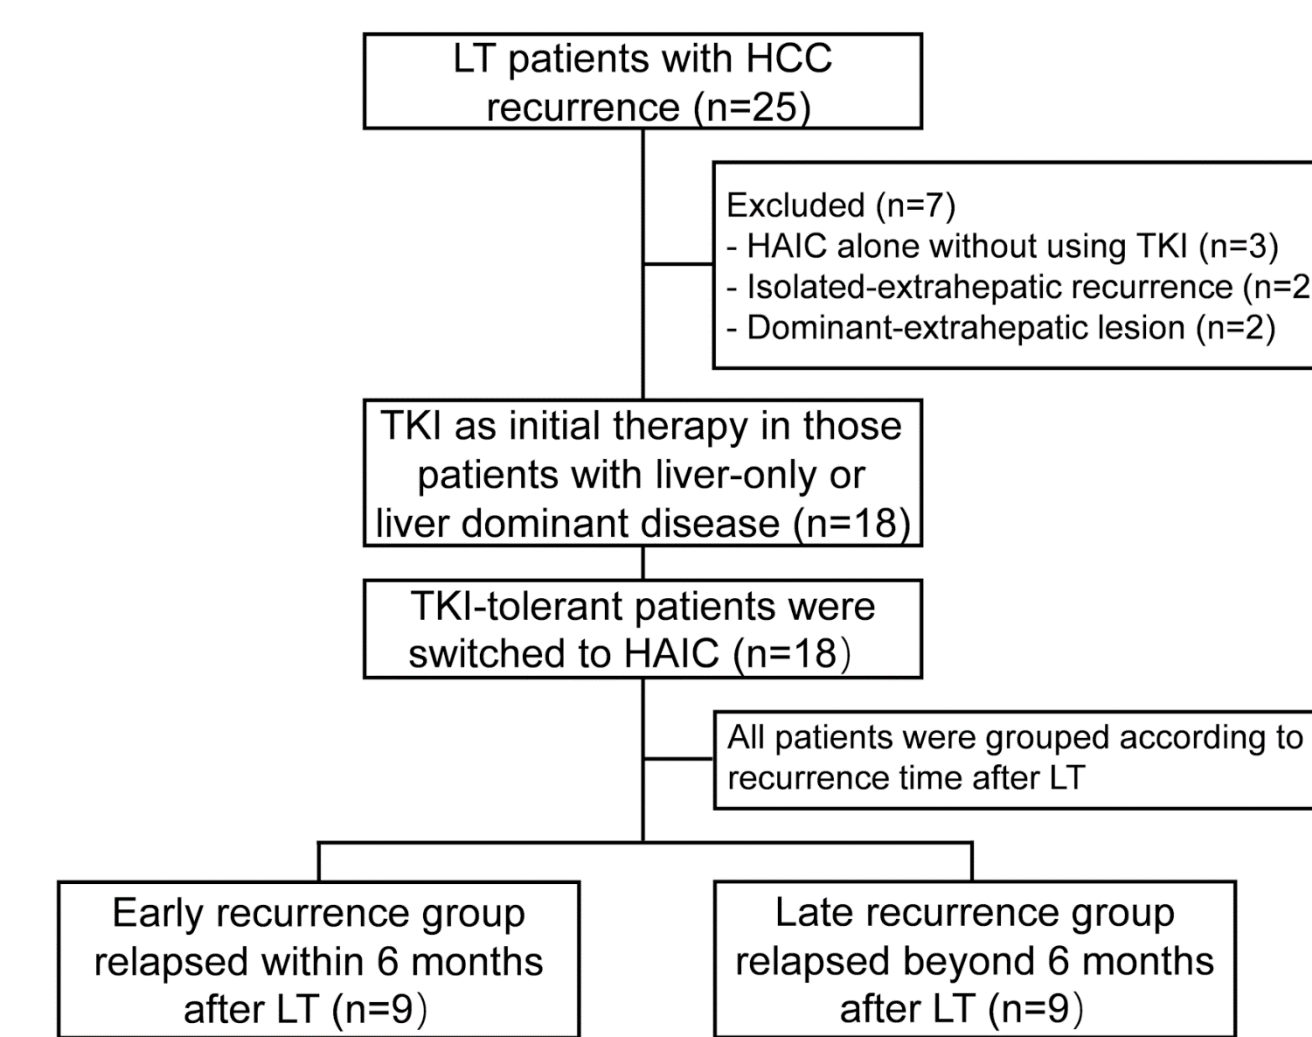 LT patients with HCC
recurrence (n=25)
Excluded (n=7)
- HAIC alone without using TKI (n=3)
- Isolated-extrahepatic recurrence (n=2
- Dominant-extrahepatic lesion (n=2)
TKI as initial therapy in those
patients with liver-only or
liver dominant disease (n=18)
TKI-tolerant patients were
switched to HAIC (n=18)
All patients were grouped according to
recurrence time after LT
Early recurrence group
relapsed within 6 months
after LT (n=9)
Late recurrence group
relapsed beyond 6 months
after LT (n=9)